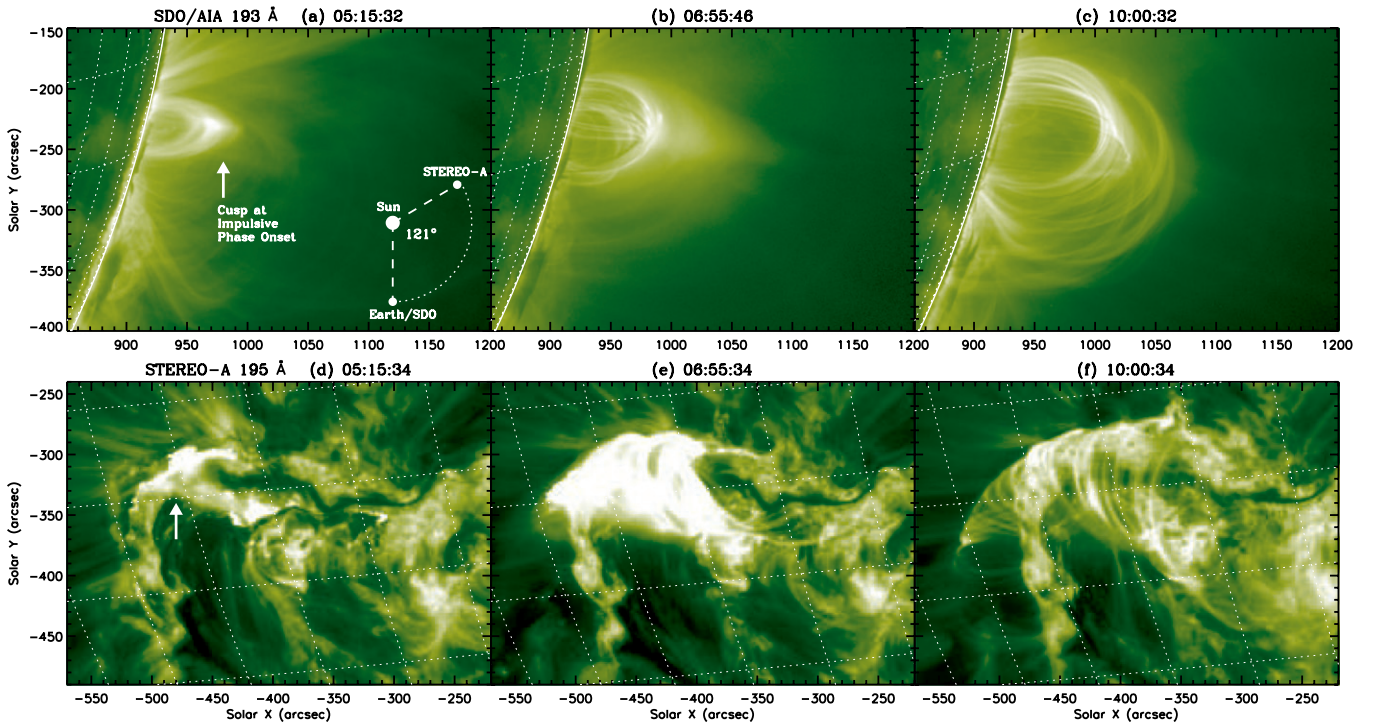 SDO/AIA 193 Å (a) 05:15:32
(b) 06:55:46
(c) 10:00:32
Solar Y (arcsec)
-150
-200
-250
-300
-350
-400
Cusp at
Impulsive
Phase Onset
STEREO-A
Sun
121°
Earth/SDO
900 950 1000 1050 1100 1150 1200
900 950 1000 1050 1100 1150 1200
900 950 1000 1050 1100 1150 1200
STEREO-A 195 Å (d) 05:15:34
(e) 06:55:34
(f) 10:00:34
Solar Y (arcsec)
-250
-300
-350
-400
-450
-550 -500 -450 -400 -350 -300 -250
-550 -500 -450 -400 -350 -300 -250
-550 -500 -450 -400 -350 -300 -250
Solar X (arcsec)
Solar X (arcsec)
Solar X (arcsec)